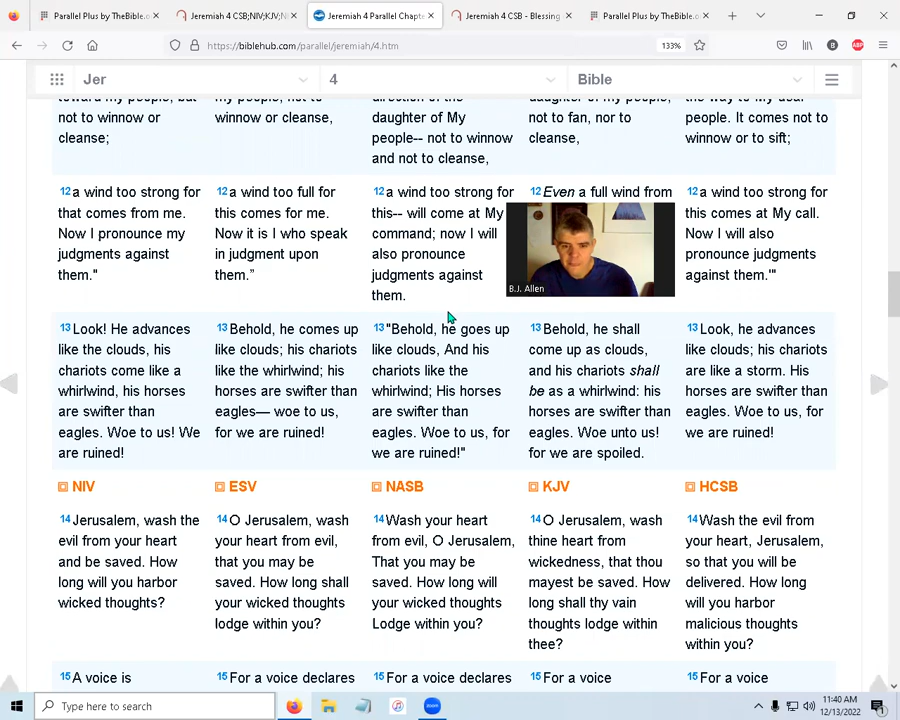 Parallel Plus by TheBible.or
Jeremiah 4 CSB;NIV;KJV;N
Jeremiah 4 Parallel Chapte
Jeremiah 4 CSB - Blessing
Parallel Plus by TheBible.or
https://biblehub.com/parallel/jeremiah/4.htm
133%
Jer
4
Bible
toward my people, but
not to winnow or
cleanse;
my people, not to
winnow or cleanse,
direction of the
daughter of My
people-- not to winnow
and not to cleanse,
daughter of my people,
not to fan, nor to
cleanse,
the way to My dear
people. It comes not to
winnow or to sift;
12 a wind too strong for
that comes from me.
Now I pronounce my
judgments against
them."
12 a wind too full for
this comes for me.
Now it is I who speak
in judgment upon
them.”
12 a wind too strong for
this-- will come at My
command; now I will
also pronounce
judgments against
them.
12 Even a full wind from
B.J. Allen
12 a wind too strong for
this comes at My call.
Now I will also
pronounce judgments
against them.'"
13 Look! He advances
like the clouds, his
chariots come like a
whirlwind, his horses
are swifter than
eagles. Woe to us! We
are ruined!
13 Behold, he comes up
like clouds; his chariots
like the whirlwind; his
horses are swifter than
eagles— woe to us,
for we are ruined!
13 "Behold, he goes up
like clouds, And his
chariots like the
whirlwind; His horses
are swifter than
eagles. Woe to us, for
we are ruined!"
13 Behold, he shall
come up as clouds,
and his chariots shall
be as a whirlwind: his
horses are swifter than
eagles. Woe unto us!
for we are spoiled.
13 Look, he advances
like clouds; his chariots
are like a storm. His
horses are swifter than
eagles. Woe to us, for
we are ruined!
NIV
ESV
NASB
KJV
HCSB
14 Jerusalem, wash the
evil from your heart
and be saved. How
long will you harbor
wicked thoughts?
14 O Jerusalem, wash
your heart from evil,
that you may be
saved. How long shall
your wicked thoughts
lodge within you?
14 Wash your heart
from evil, O Jerusalem,
That you may be
saved. How long will
your wicked thoughts
Lodge within you?
14 O Jerusalem, wash
thine heart from
wickedness, that thou
mayest be saved. How
long shall thy vain
thoughts lodge within
thee?
14 Wash the evil from
your heart, Jerusalem,
so that you will be
delivered. How long
will you harbor
malicious thoughts
within you?
15 A voice is
15 For a voice declares
15 For a voice declares
15 For a voice
15 For a voice
Type here to search
zoom
11:40 AM
12/13/2022